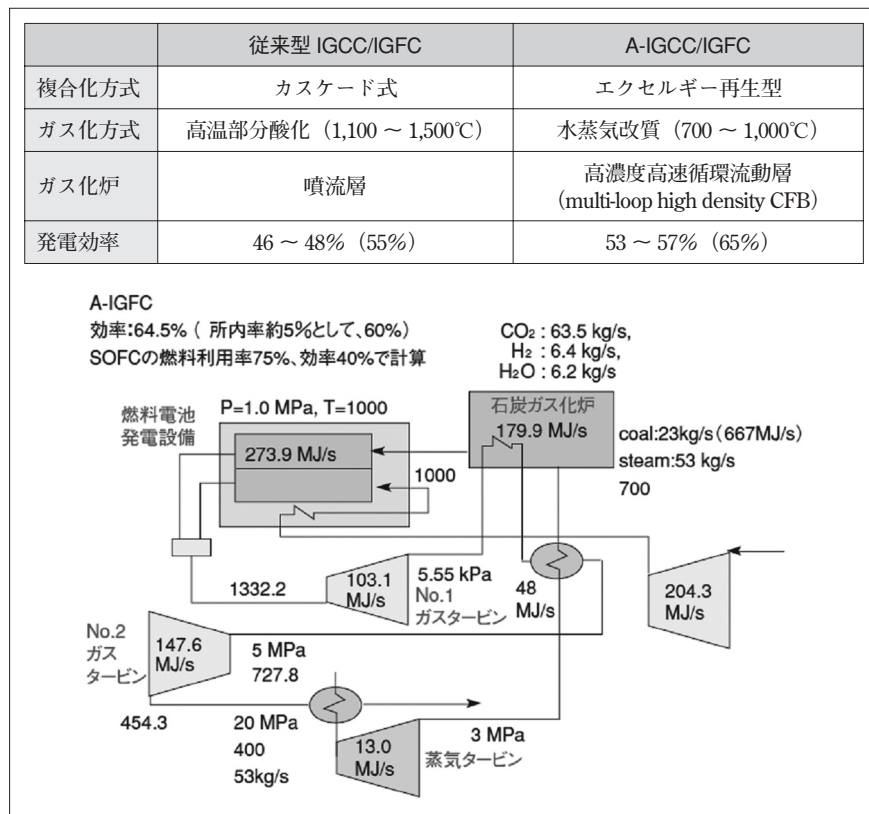 従来型 IGCC/IGFC A-IGCC/IGFC
複合化方式 カスケード式 エクセルギー再生型
ガス化方式 高温部分酸化（1,100 ～ 1,500℃） 水蒸気改質（700 ～ 1,000℃）
ガス化炉 噴流層 高濃度高速循環流動層
(multi-loop high density CFB)
発電効率 46 ～ 48%（55%） 53 ～ 57%（65%）
A-IGFC
効率:64.5% ( 所内率約5%として、60%)
SOFCの燃料利用率75%、効率40%で計算
CO₂ : 63.5 kg/s,
H₂ : 6.4 kg/s,
H₂O : 6.2 kg/s
燃料電池
発電設備
P=1.0 MPa, T=1000
273.9 MJ/s
1000
石炭ガス化炉
179.9 MJ/s
coal:23kg/s(667MJ/s)
steam:53 kg/s
700
1332.2
103.1
MJ/s
5.55 kPa
No.1
ガスタービン
48
MJ/s
204.3
MJ/s
No.2
ガス
タービン
147.6
MJ/s
5 MPa
727.8
454.3
20 MPa
400
53kg/s
13.0
MJ/s
3 MPa
蒸気タービン